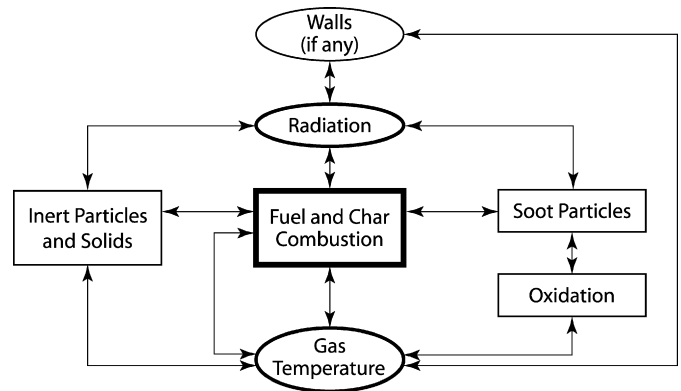 Walls
(if any)
Radiation
Inert Particles
and Solids
Fuel and Char
Combustion
Soot Particles
Oxidation
Gas
Temperature